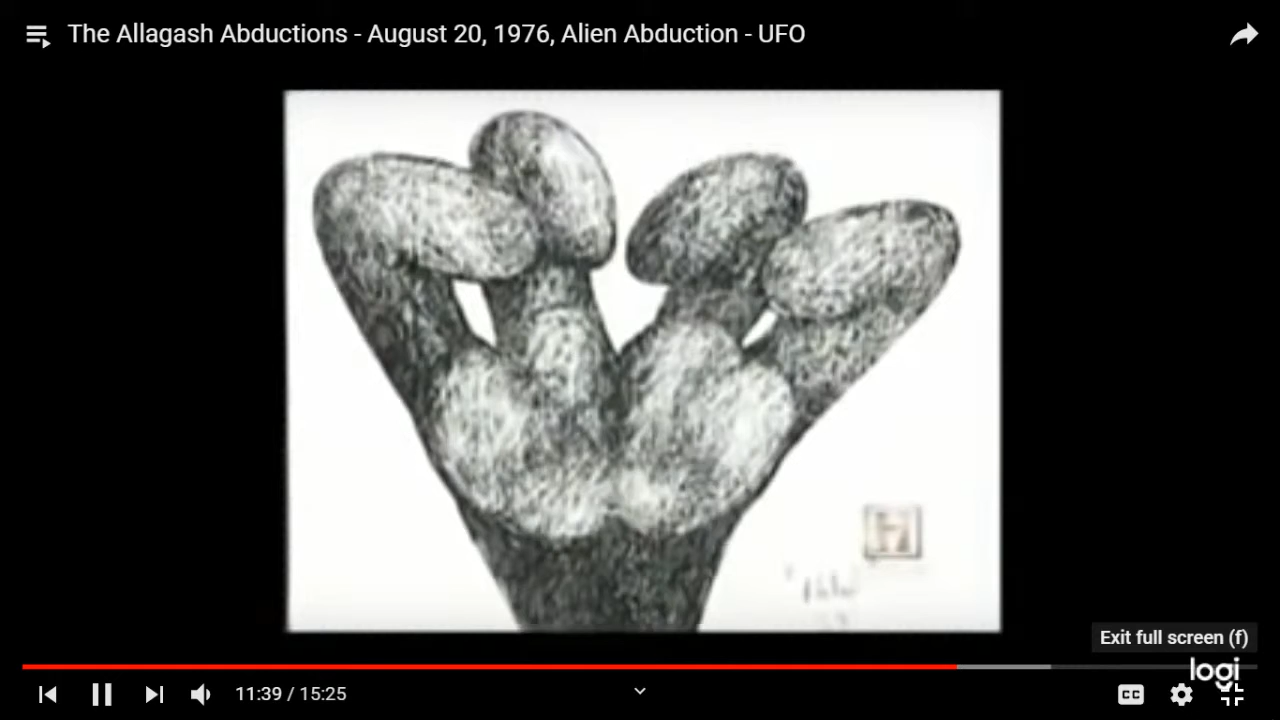 The Allagash Abductions - August 20, 1976, Alien Abduction - UFO
H
Exit full screen (f)
logi
11:39 / 15:25
CC